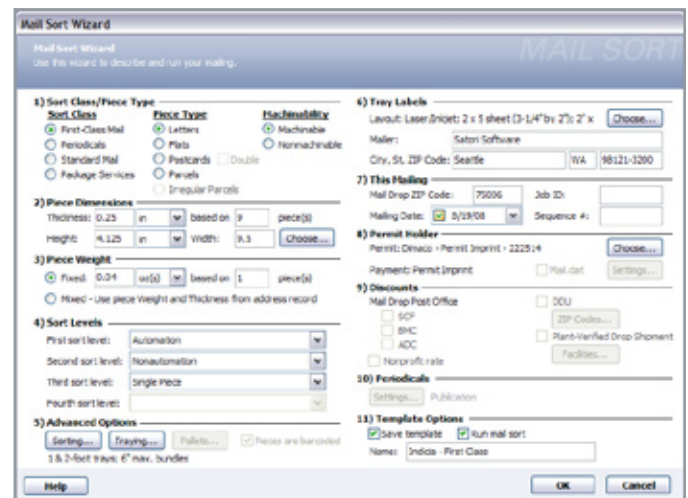 Mail Sort Wizard
MAIL SORT
Mail Sort Wizard
Use this wizard to describe and run your mailing.
1) Sort Class/Piece Type
Sort Class Piece Type Machinability
First-Class Mail Letters Machinable
Periodicals Flats Nonmachinable
Standard Mail Postcards Double
Package Services Parcels
Irregular Parcels
2) Piece Dimensions
Thickness: 0.25 in based on 9 piece(s)
Height: 4.125 in Width: 9.5 Choose...
3) Piece Weight
Fixed: 0.04 oz(s) based on 1 piece(s)
Mixed - Use piece Weight and Thickness from address record
4) Sort Levels
First sort level: Automation
Second sort level: Nonautomation
Third sort level: Single Piece
Fourth sort level:
5) Advanced Options
Sorting... Traying... Pallets... Pieces are barcoded
1 & 2-foot trays; 6" max. bundles
6) Tray Labels
Layout: Laser/Inkjet: 2 x 5 sheet (3-1/4" by 2"); 2" x Choose...
Mailer: Satori Software
City, St, ZIP Code: Seattle WA 98121-3200
7) This Mailing
Mail Drop ZIP Code: 75006 Job ID:
Mailing Date: 8/19/08 Sequence #:
8) Permit Holder
Permit: Dimaco - Permit Imprint - 222514 Choose...
Payment: Permit Imprint Mail.dat Settings...
9) Discounts
Mail Drop Post Office DDU
SCF ZIP Codes...
BMC Plant-Verified Drop Shipment
ADC Facilities...
Nonprofit rate
10) Periodicals
Settings... Publication
11) Template Options
Save template Run mail sort
Name: Indicia - First Class
Help OK Cancel